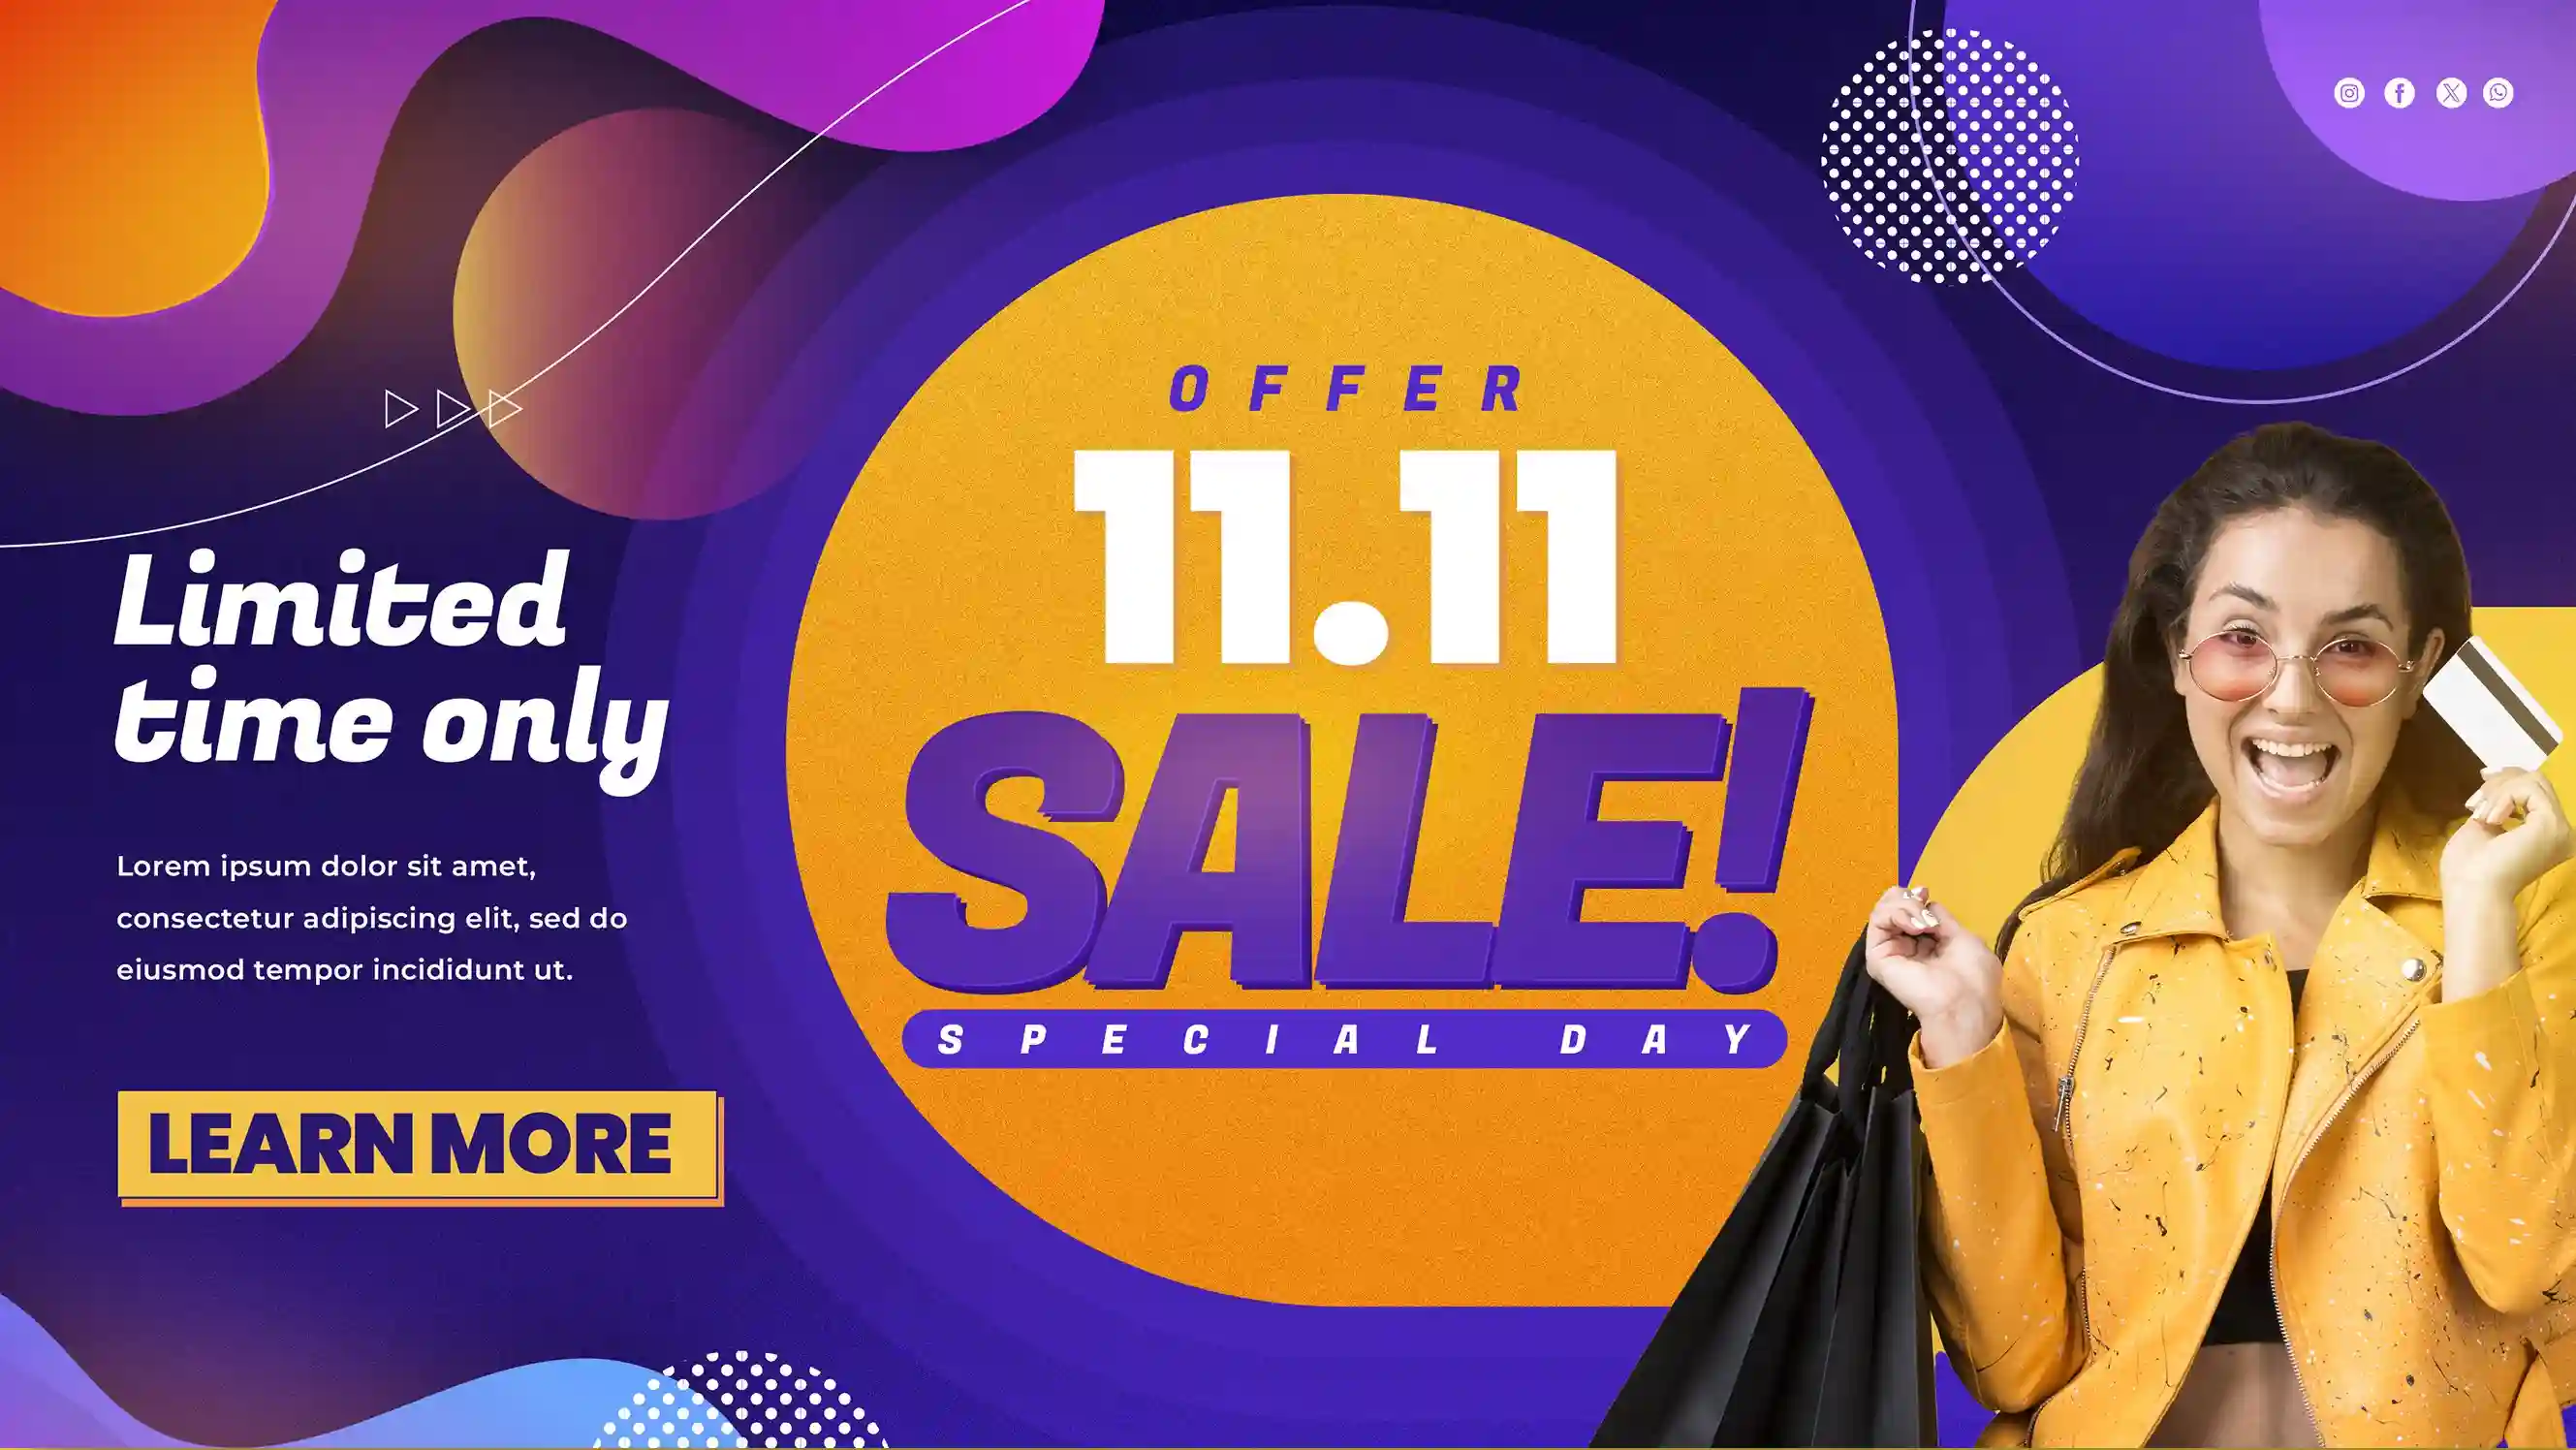 OFFER
11.11
SALE!
SPECIAL DAY
Limited
time only
Lorem ipsum dolor sit amet,
consectetur adipiscing elit, sed do
eiusmod tempor incididunt ut.
LEARN MORE